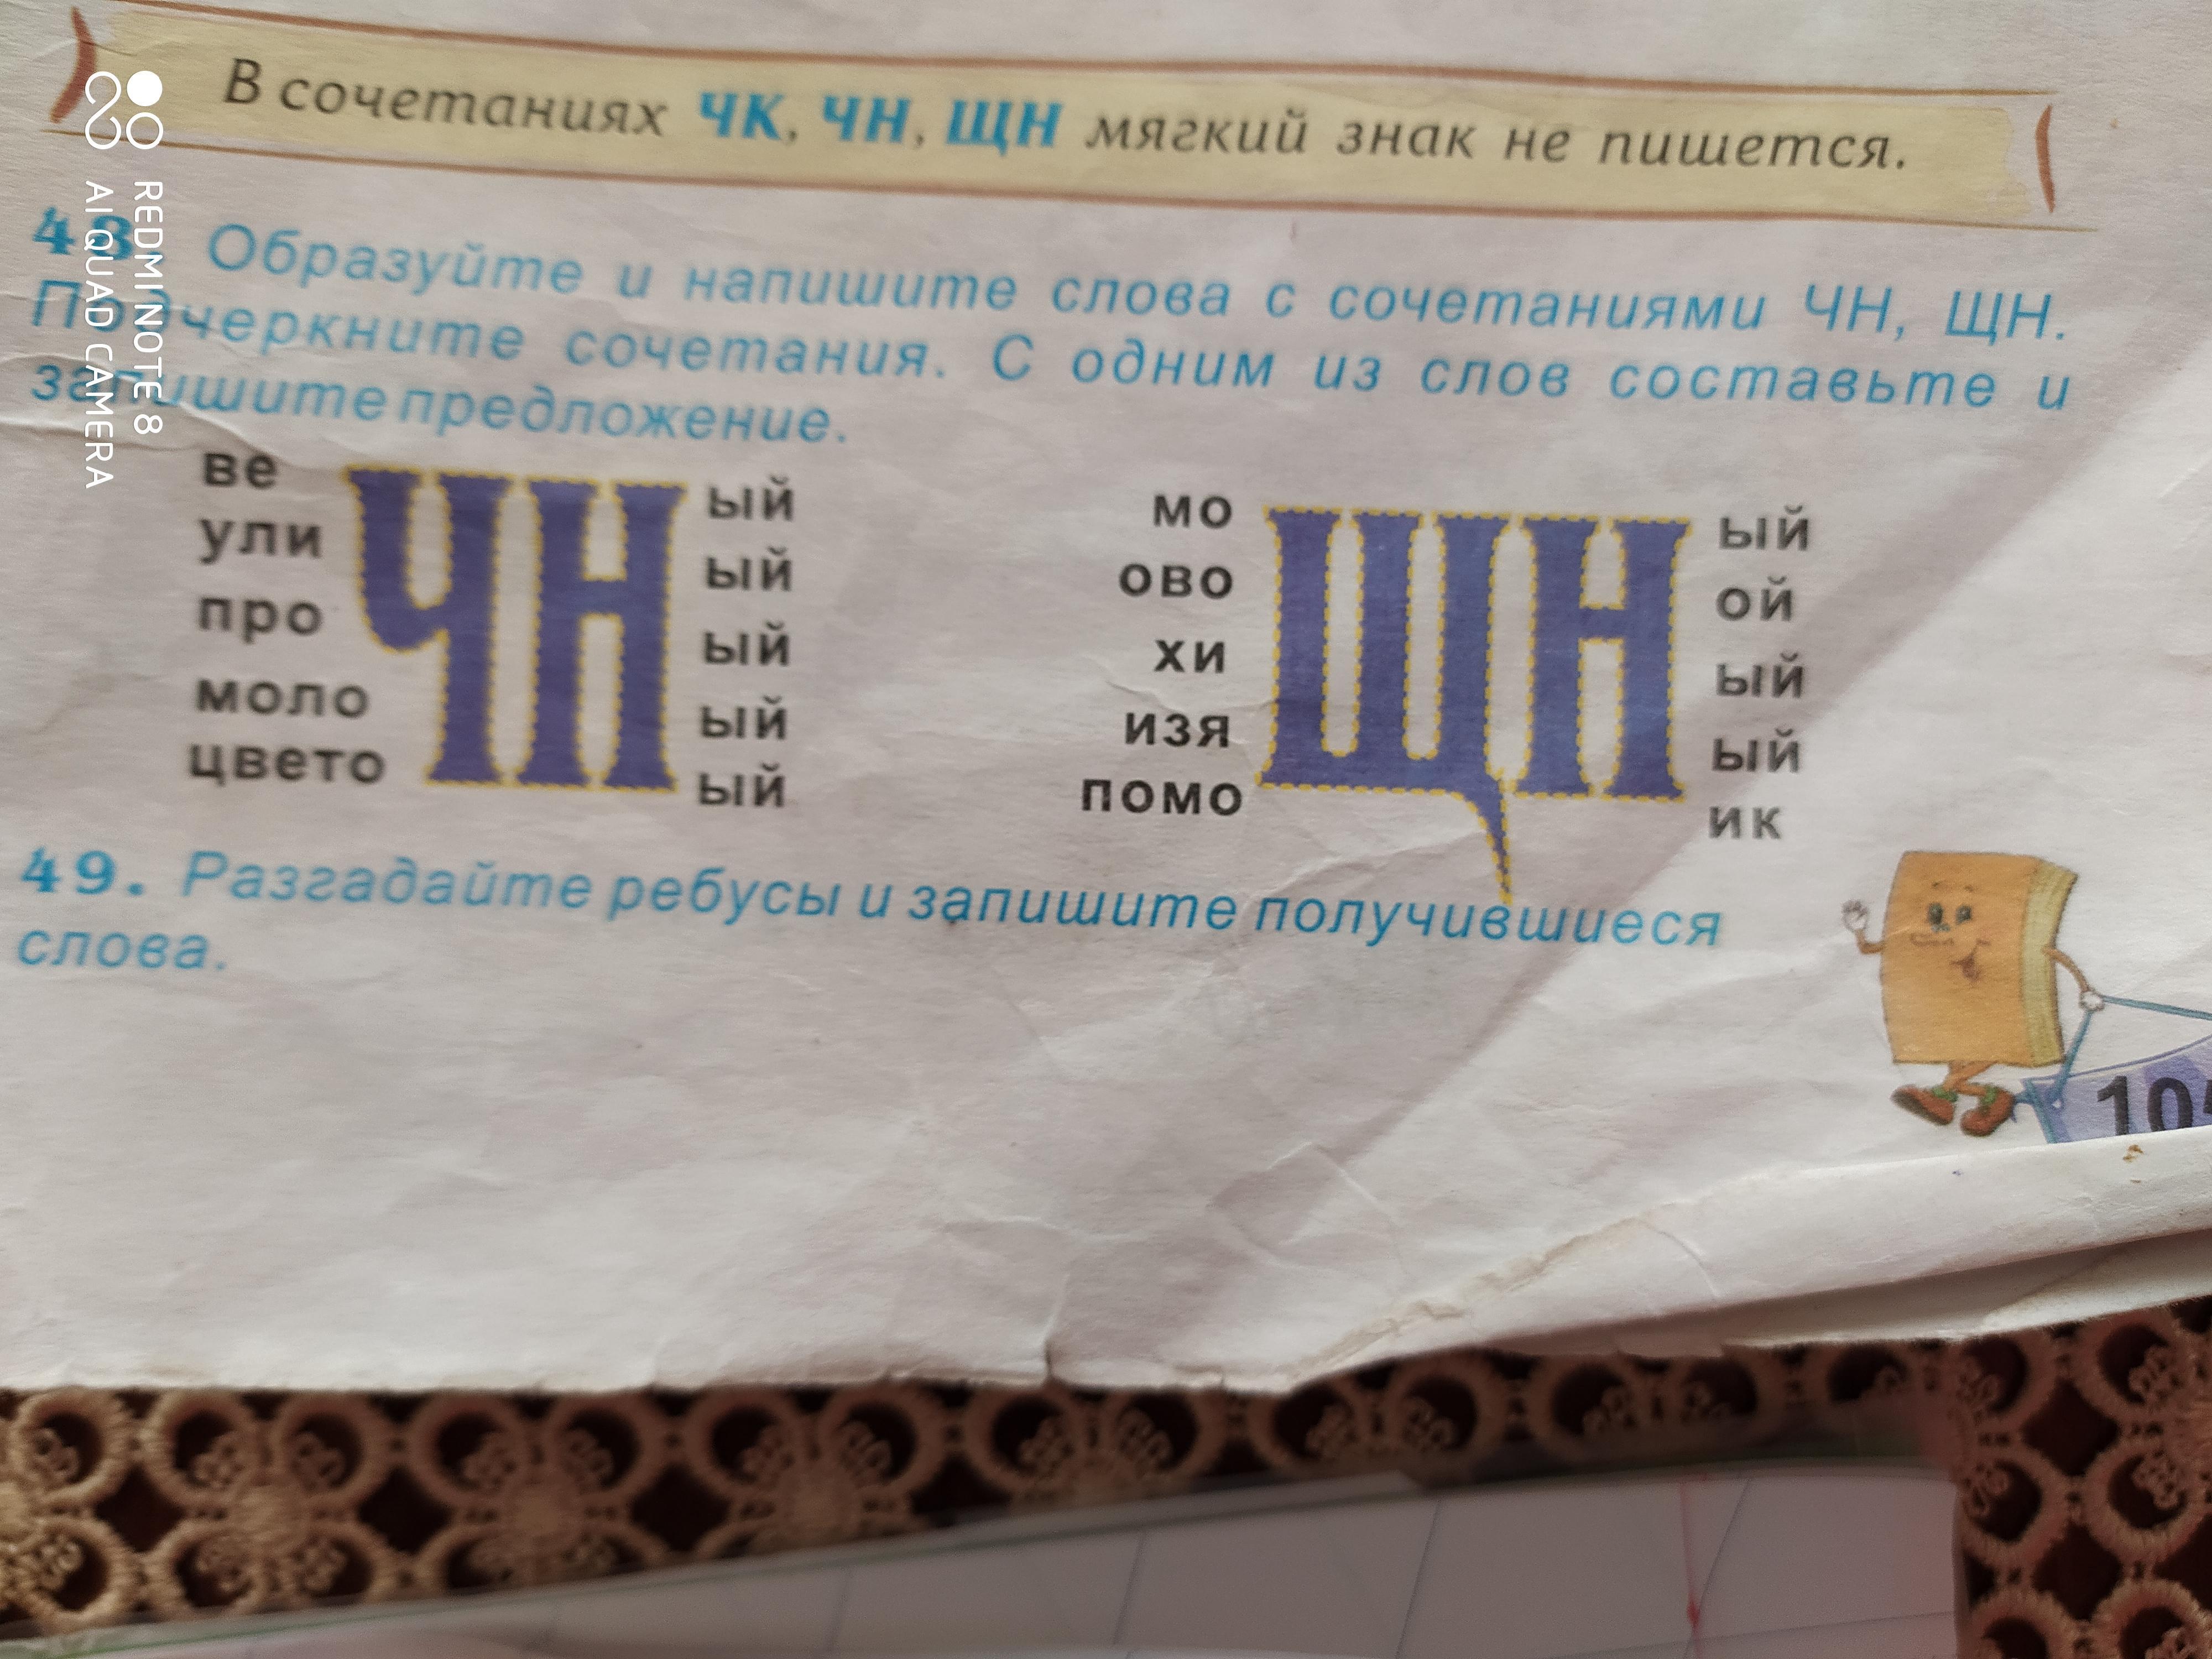 В сочетаниях ЧК, ЧН, ЩН мягкий знак не пишется.
48. Образуйте и напишите слова с сочетаниями ЧН, ЩН.
Подчеркните сочетания. С одним из слов составьте и
запишите предложение.
ве
ули
про
моло
цвето
ЧН
ый
ый
ый
ый
ый
мо
ово
хи
изя
помо
ЩН
ый
ой
ый
ый
ик
49. Разгадайте ребусы и запишите получившиеся
слова.
REDMI NOTE 8
AI QUAD CAMERA